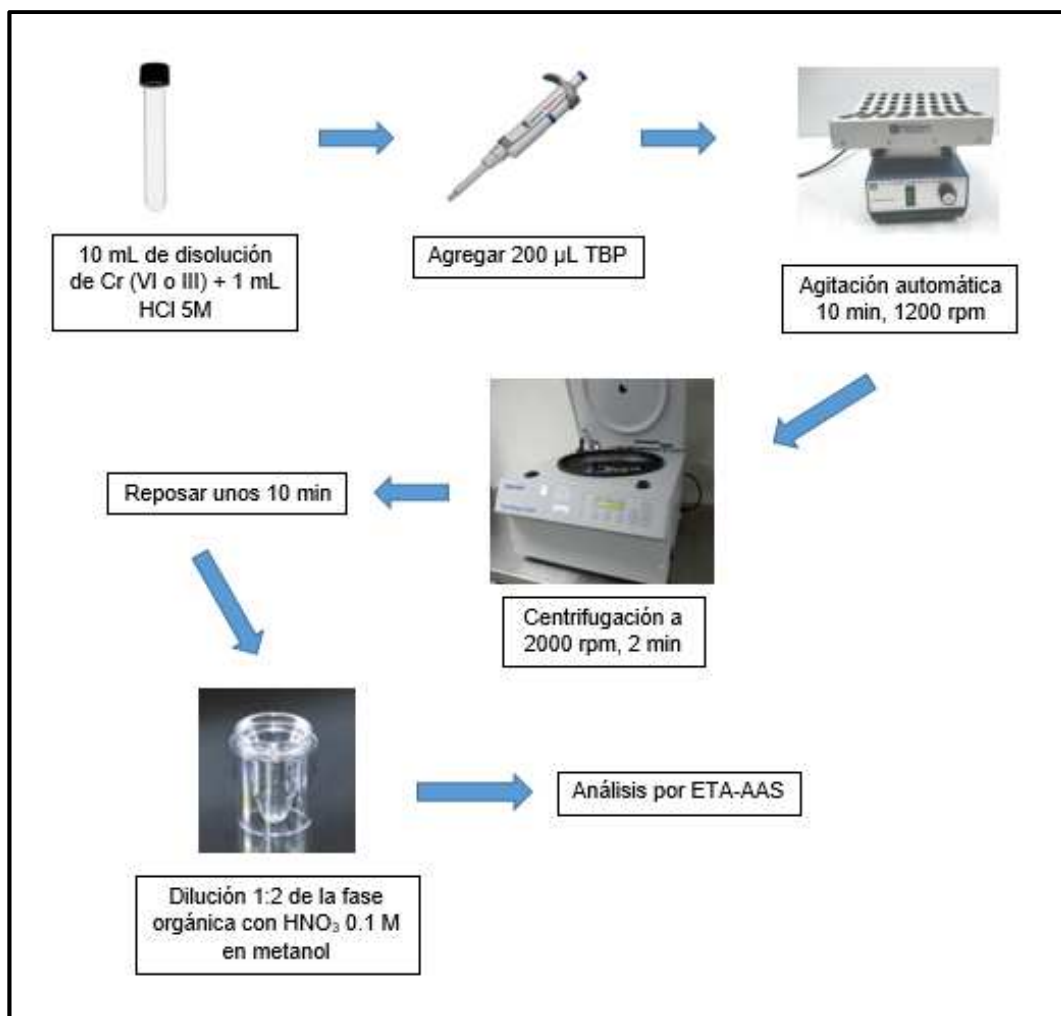 10 mL de disolución
de Cr (VI o III) + 1 mL
HCl 5M
Agregar 200 µL TBP
Agitación automática
10 min, 1200 rpm
Centrifugación a
2000 rpm, 2 min
Reposar unos 10 min
Dilución 1:2 de la fase
orgánica con HNO₃ 0.1 M
en metanol
Análisis por ETA-AAS